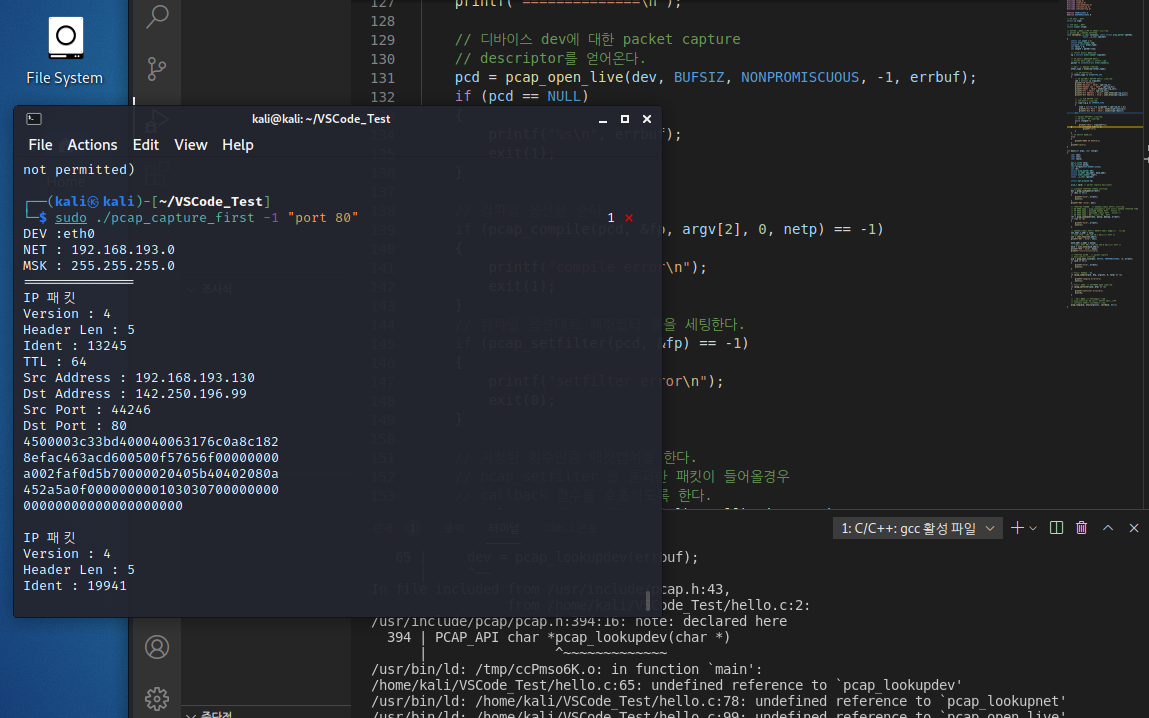 File System
127
printf("=============\n");
128
129 // 디바이스 dev에 대한 packet capture
130 // descriptor를 얻어온다.
131 pcd = pcap_open_live(dev, BUFSIZ, NONPROMISCUOUS, -1, errbuf);
132 if (pcd == NULL)
{
printf("%s\n", errbuf);
exit(1);
}
if (pcap_compile(pcd, &fp, argv[2], 0, netp) == -1)
{
printf("compile error\n");
exit(1);
}
을 세팅한다.
if (pcap_setfilter(pcd, &fp) == -1)
{
printf("setfilter error\n");
exit(0);
}
한다.
패킷이 들어올경우
록 한다.
kali@kali: ~/VSCode_Test
File Actions Edit View Help
not permitted)
┌──(kali㉿kali)-[~/VSCode_Test]
└─$ sudo ./pcap_capture_first -1 "port 80" 1 ⨯
DEV :eth0
NET : 192.168.193.0
MSK : 255.255.255.0
==============
IP 패킷
Version : 4
Header Len : 5
Ident : 13245
TTL : 64
Src Address : 192.168.193.130
Dst Address : 142.250.196.99
Src Port : 44246
Dst Port : 80
4500003c33bd400040063176c0a8c182
8efac463acd600500f57656f00000000
a002faf0d5b70000020405b40402080a
452a5a0f000000000103030700000000
00000000000000000000
IP 패킷
Version : 4
Header Len : 5
Ident : 19941
1: C/C++: gcc 활성 파일
65 | dev = pcap_lookupdev(errbuf);
| ^~~
In file included from /usr/include/pcap.h:43,
from /home/kali/VSCode_Test/hello.c:2:
/usr/include/pcap/pcap.h:394:16: note: declared here
394 | PCAP_API char *pcap_lookupdev(char *)
| ^~~~~~~~~~~~~~
/usr/bin/ld: /tmp/ccPmso6K.o: in function `main':
/home/kali/VSCode_Test/hello.c:65: undefined reference to `pcap_lookupdev'
/usr/bin/ld: /home/kali/VSCode_Test/hello.c:78: undefined reference to `pcap_lookupnet'
/usr/bin/ld: /home/kali/VSCode_Test/hello.c:99: undefined reference to `pcap_open_live'
중단점